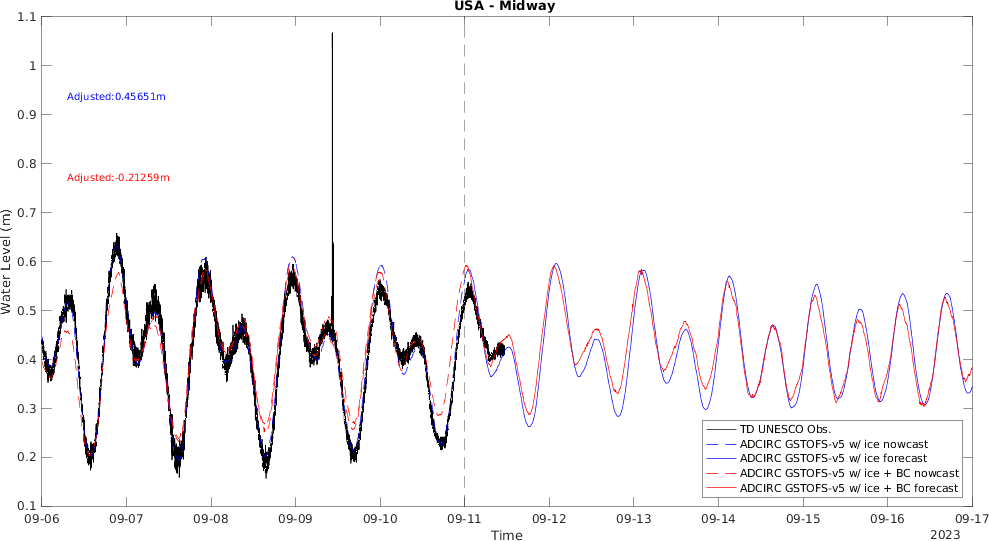 USA - Midway
1.1
1
0.9
0.8
0.7
0.6
0.5
0.4
0.3
0.2
0.1
Water Level (m)
Adjusted:0.45651m
Adjusted:-0.21259m
TD UNESCO Obs.
ADCIRC GSTOFS-v5 w/ ice nowcast
ADCIRC GSTOFS-v5 w/ ice forecast
ADCIRC GSTOFS-v5 w/ ice + BC nowcast
ADCIRC GSTOFS-v5 w/ ice + BC forecast
09-06 09-07 09-08 09-09 09-10 09-11 09-12 09-13 09-14 09-15 09-16 09-17
Time
2023